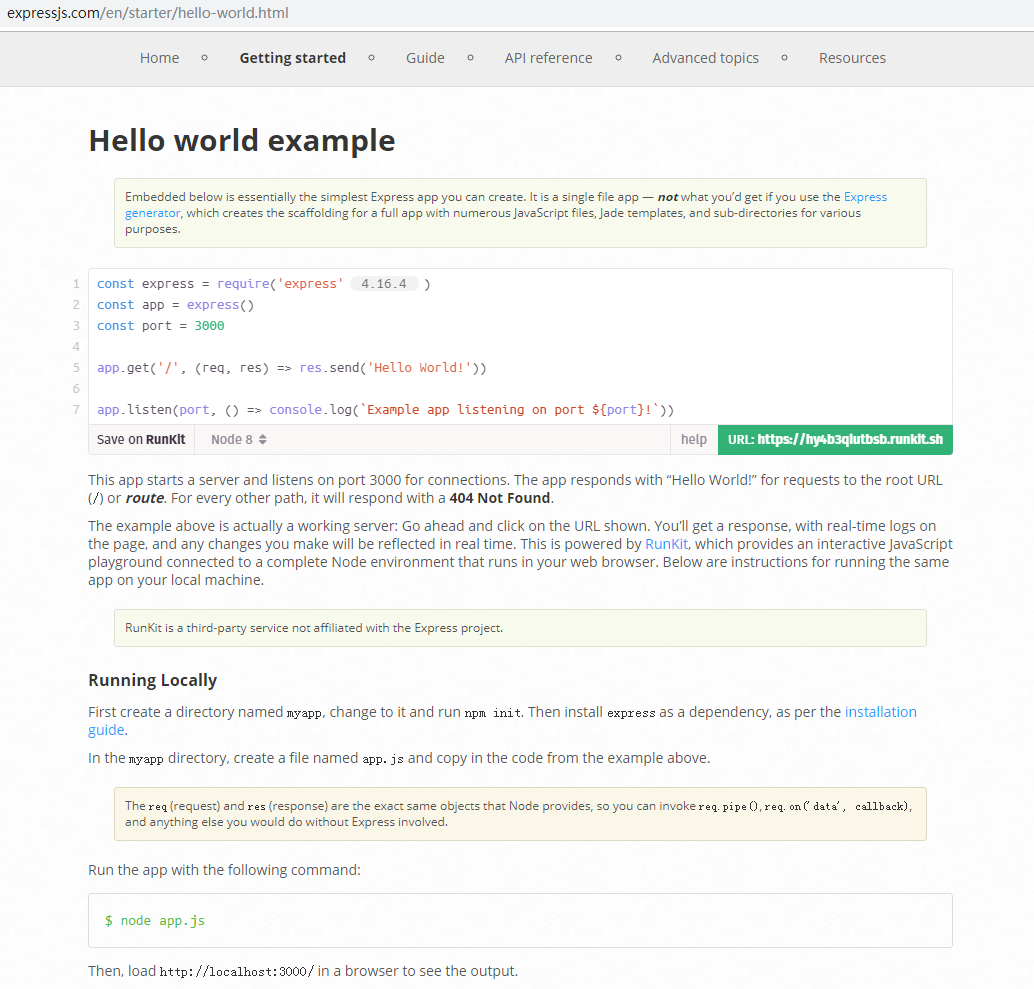 expressjs.com/en/starter/hello-world.html
Home Getting started Guide API reference Advanced topics Resources
Hello world example
Embedded below is essentially the simplest Express app you can create. It is a single file app — not what you’d get if you use the Express
generator, which creates the scaffolding for a full app with numerous JavaScript files, Jade templates, and sub-directories for various
purposes.
1 const express = require('express' 4.16.4 )
2 const app = express()
3 const port = 3000
4
5 app.get('/', (req, res) => res.send('Hello World!'))
6
7 app.listen(port, () => console.log(`Example app listening on port ${port}!`))
Save on RunKit Node 8 help URL: https://hy4b3qlutbsb.runkit.sh
This app starts a server and listens on port 3000 for connections. The app responds with “Hello World!” for requests to the root URL
(/) or route. For every other path, it will respond with a 404 Not Found.
The example above is actually a working server: Go ahead and click on the URL shown. You’ll get a response, with real-time logs on
the page, and any changes you make will be reflected in real time. This is powered by RunKit, which provides an interactive JavaScript
playground connected to a complete Node environment that runs in your web browser. Below are instructions for running the same
app on your local machine.
RunKit is a third-party service not affiliated with the Express project.
Running Locally
First create a directory named myapp, change to it and run npm init. Then install express as a dependency, as per the installation
guide.
In the myapp directory, create a file named app.js and copy in the code from the example above.
The req (request) and res (response) are the exact same objects that Node provides, so you can invoke req.pipe(), req.on('data', callback),
and anything else you would do without Express involved.
Run the app with the following command:
$ node app.js
Then, load http://localhost:3000/ in a browser to see the output.